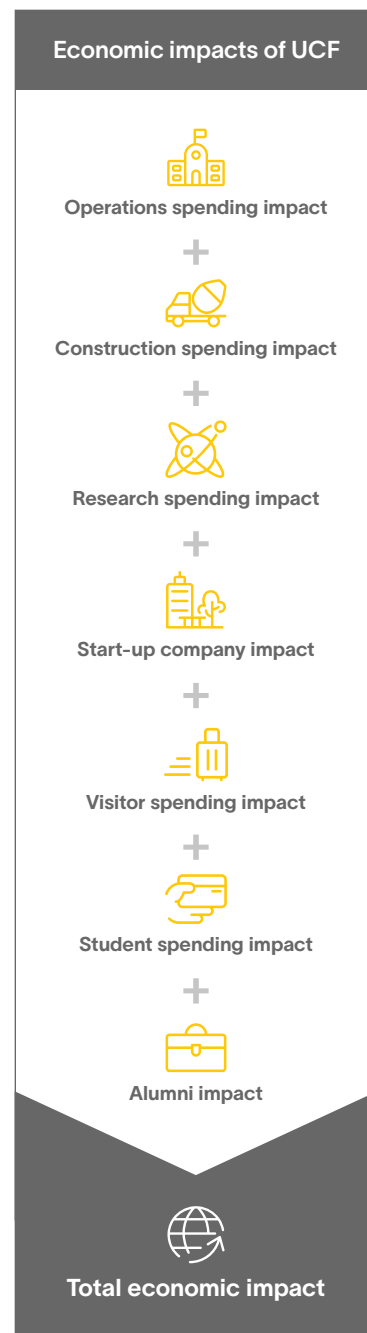 Economic impacts of UCF
Operations spending impact
+
Construction spending impact
+
Research spending impact
+
Start-up company impact
+
Visitor spending impact
+
Student spending impact
+
Alumni impact
Total economic impact